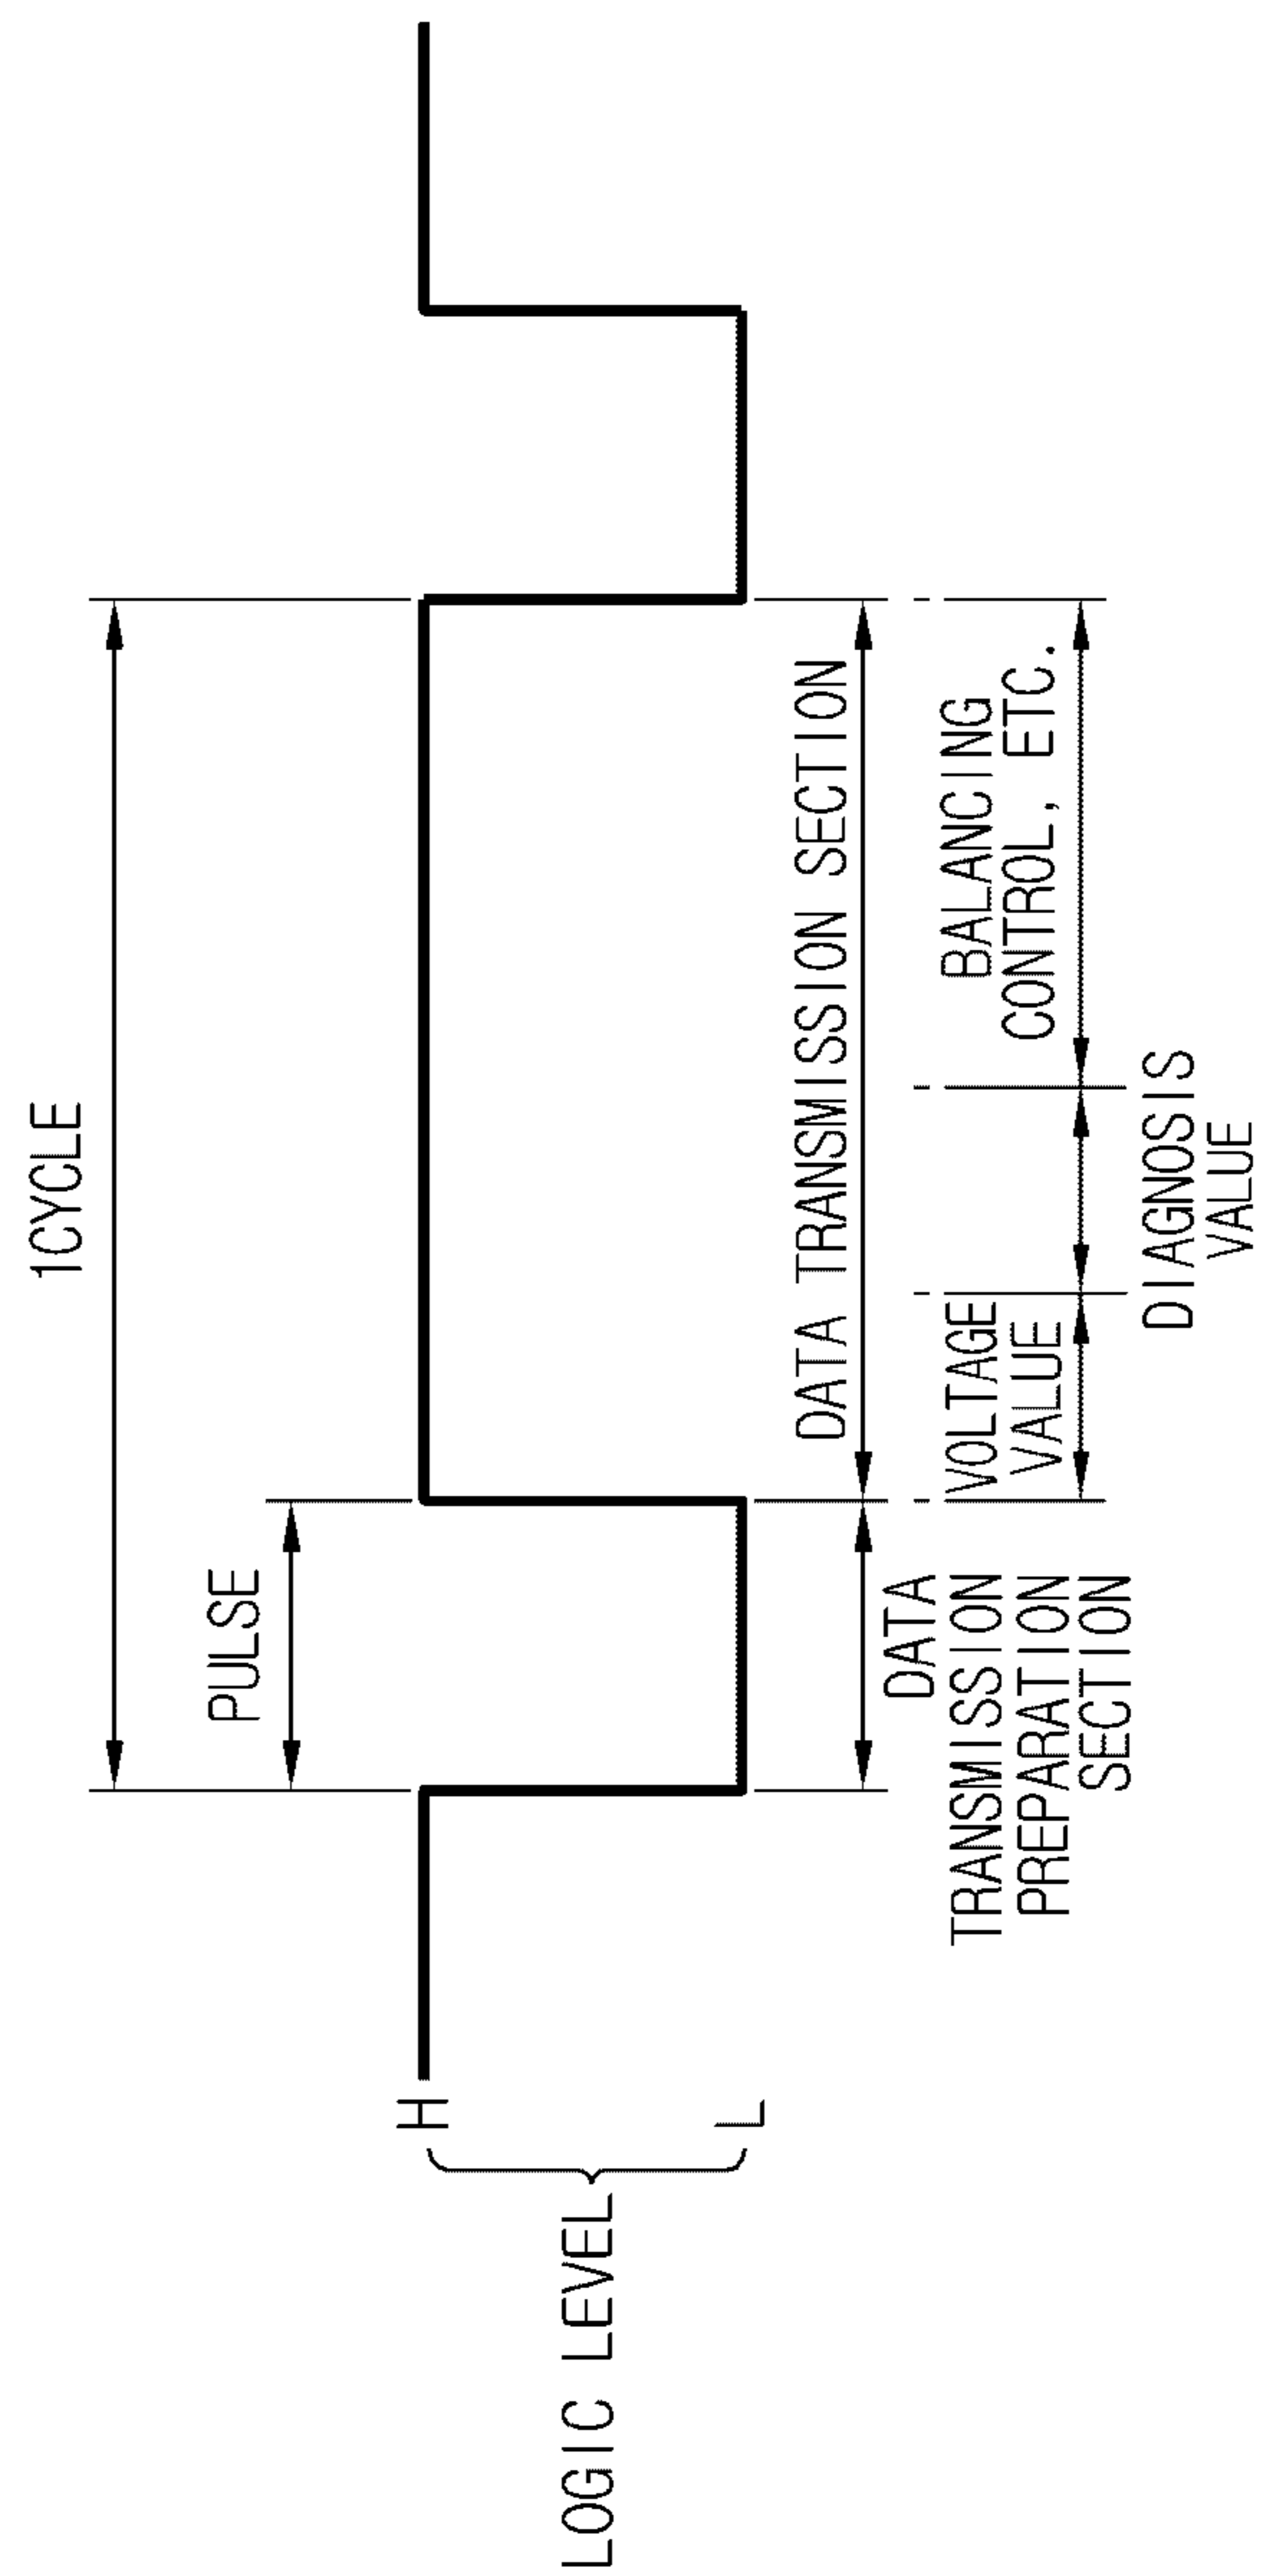 1CYCLE
PULSE
H
L
LOGIC LEVEL
DATA TRANSMISSION SECTION
DATA
TRANSMISSION
PREPARATION
SECTION
VOLTAGE
VALUE
DIAGNOSIS
VALUE
BALANCING
CONTROL, ETC.